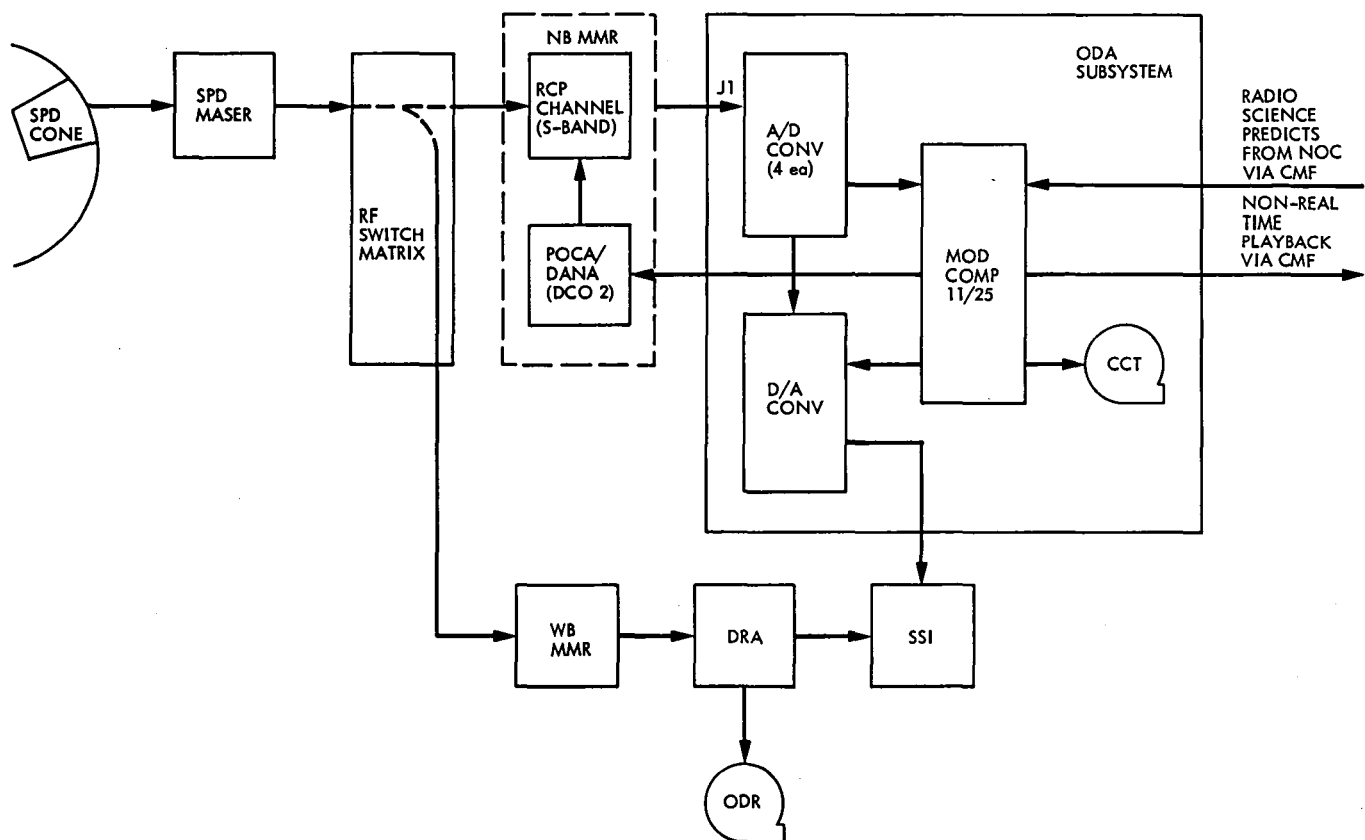 SPD
CONE
SPD
MASER
RF
SWITCH
MATRIX
NB MMR
RCP
CHANNEL
(S-BAND)
POCA/
DANA
(DCO 2)
J1
ODA
SUBSYSTEM
A/D
CONV
(4 ea)
MOD
COMP
11/25
D/A
CONV
CCT
RADIO
SCIENCE
PREDICTS
FROM NOC
VIA CMF
NON-REAL
TIME
PLAYBACK
VIA CMF
WB
MMR
DRA
SSI
ODR